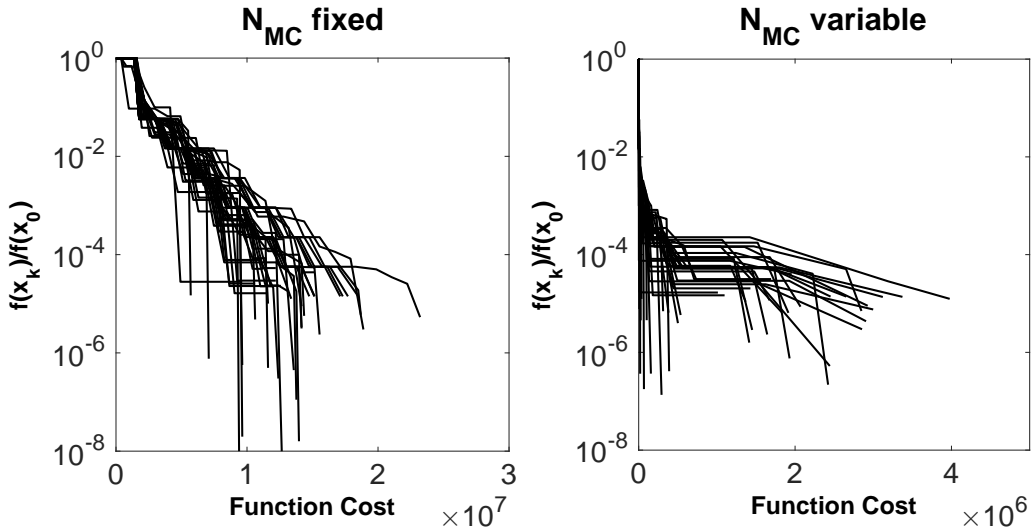 N_MC fixed
10^0
10^-2
10^-4
10^-6
10^-8
f(x_k)/f(x_0)
0 1 2 3
Function Cost
×10^7
N_MC variable
10^0
10^-2
10^-4
10^-6
10^-8
f(x_k)/f(x_0)
0 2 4
Function Cost
×10^6